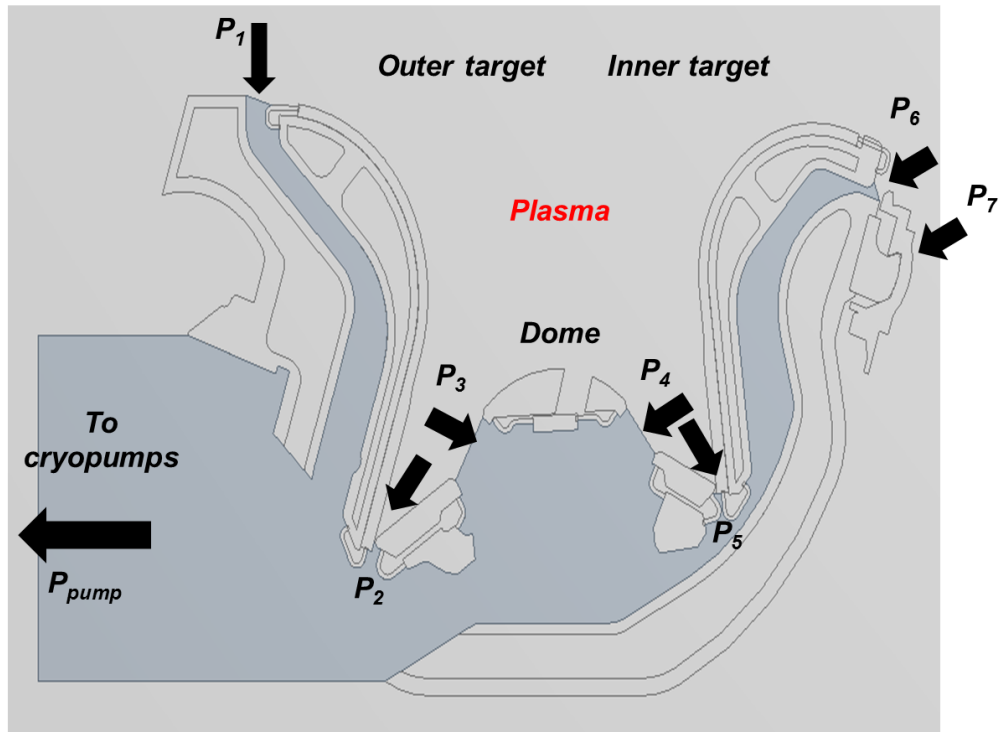 P1
Outer target
Inner target
P6
Plasma
P7
Dome
P3
P4
To
cryopumps
P5
Ppump
P2